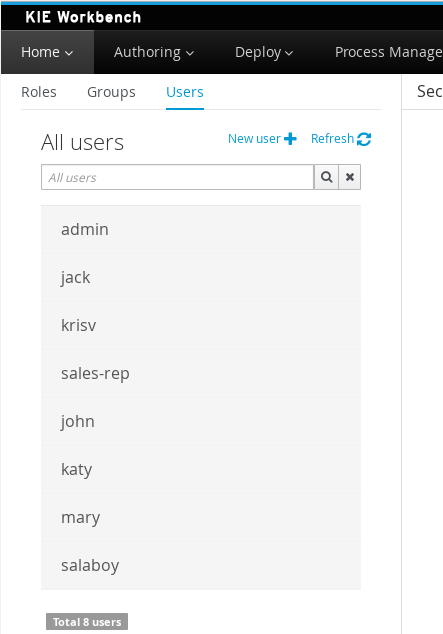 KIE Workbench
Home Authoring Deploy Process Manage
Roles Groups Users Sec
All users New user Refresh
All users
admin
jack
krisv
sales-rep
john
katy
mary
salaboy
Total 8 users